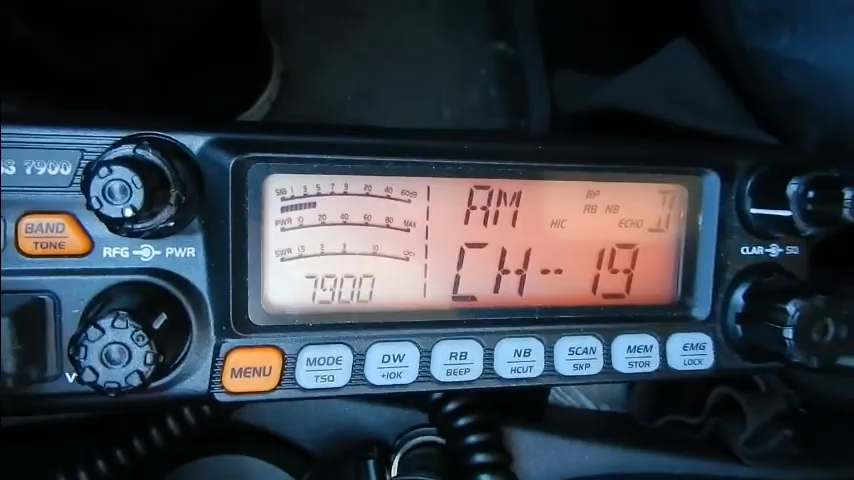 SS 7900
BAND
TONE
RFG PWR
SIG 1 3 5 7 9 20 40 60dB
PWR 10 20 40 60 80 MAX
SWR 1.5 2 3 10 ∞
7900
AM
BP
RB NB
HIC ECHO
D
CH-19
CLAR SQ
MENU
MODE
TSQ
DW
+10K
RB
BEEP
NB
HCUT
SCAN
SKP
MEM
STOR
EMG
LOCK
V